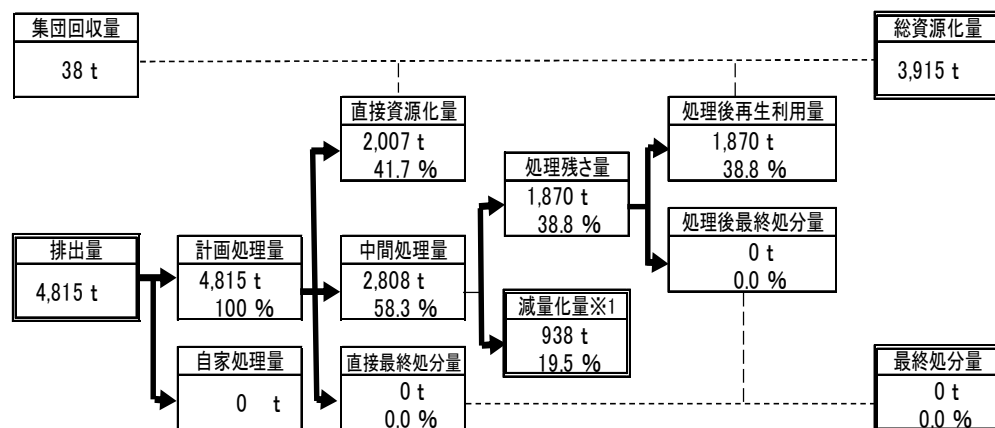 集団回収量
38 t
総資源化量
3,915 t
直接資源化量
2,007 t
41.7 %
処理後再生利用量
1,870 t
38.8 %
処理残さ量
1,870 t
38.8 %
処理後最終処分量
0 t
0.0 %
排出量
4,815 t
計画処理量
4,815 t
100 %
中間処理量
2,808 t
58.3 %
減量化量※1
938 t
19.5 %
自家処理量
0 t
直接最終処分量
0 t
0.0 %
最終処分量
0 t
0.0 %